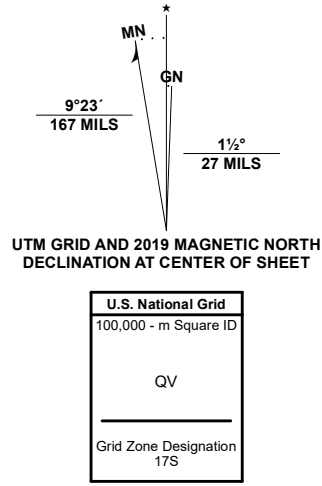 ★
MN
GN
9°23´
167 MILS
1½°
27 MILS
UTM GRID AND 2019 MAGNETIC NORTH
DECLINATION AT CENTER OF SHEET
U.S. National Grid
100,000 - m Square ID
QV
Grid Zone Designation
17S